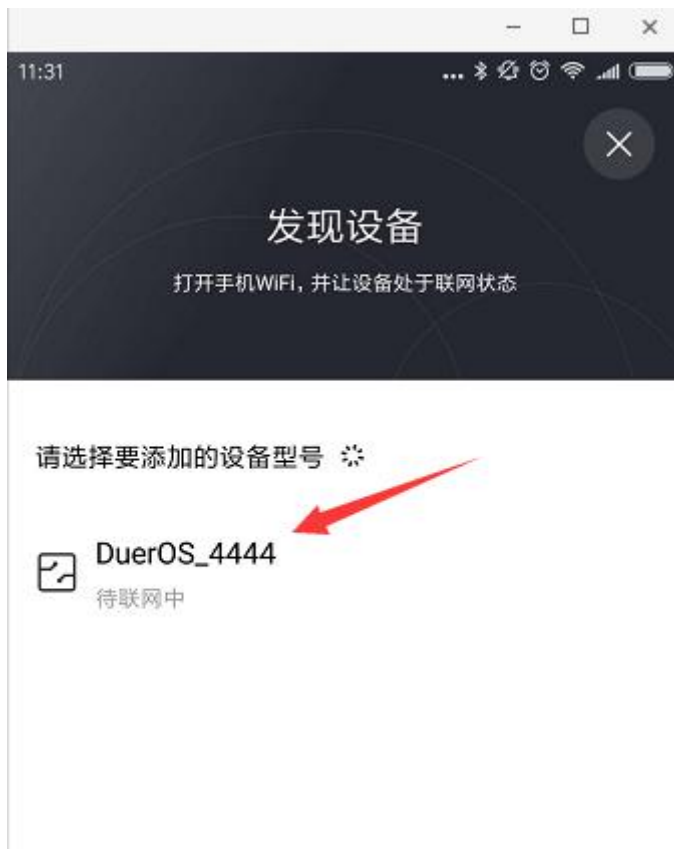 11:31
发现设备
打开手机WiFi, 并让设备处于联网状态
请选择要添加的设备型号
DuerOS_4444
待联网中